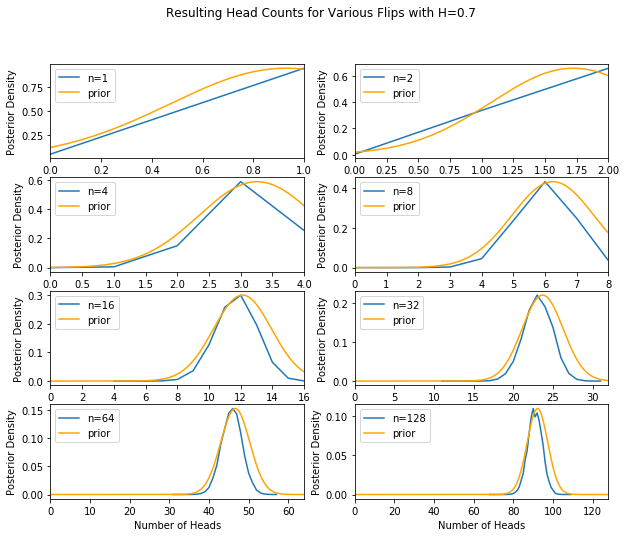 Resulting Head Counts for Various Flips with H=0.7
Posterior Density
0.75
0.50
0.25
n=1
prior
0.0 0.2 0.4 0.6 0.8 1.0
Posterior Density
0.6
0.4
0.2
0.0
n=2
prior
0.00 0.25 0.50 0.75 1.00 1.25 1.50 1.75 2.00
Posterior Density
0.6
0.4
0.2
0.0
n=4
prior
0.0 0.5 1.0 1.5 2.0 2.5 3.0 3.5 4.0
Posterior Density
0.4
0.2
0.0
n=8
prior
0 1 2 3 4 5 6 7 8
Posterior Density
0.3
0.2
0.1
0.0
n=16
prior
0 2 4 6 8 10 12 14 16
Posterior Density
0.2
0.1
0.0
n=32
prior
0 5 10 15 20 25 30
Posterior Density
0.15
0.10
0.05
0.00
n=64
prior
0 10 20 30 40 50 60
Number of Heads
Posterior Density
0.10
0.05
0.00
n=128
prior
0 20 40 60 80 100 120
Number of Heads